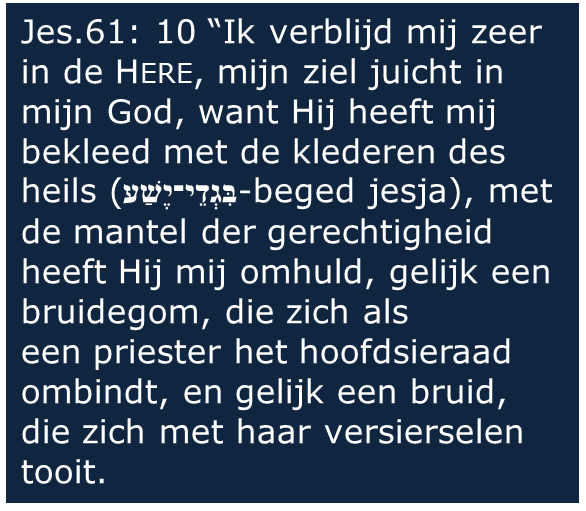 Jes.61: 10 “Ik verblijd mij zeer
in de HERE, mijn ziel juicht in
mijn God, want Hij heeft mij
bekleed met de klederen des
heils (בִּגְדֵי־יֶשַׁע-beged jesja), met
de mantel der gerechtigheid
heeft Hij mij omhuld, gelijk een
bruidegom, die zich als
een priester het hoofdsieraad
ombindt, en gelijk een bruid,
die zich met haar versierselen
tooit.